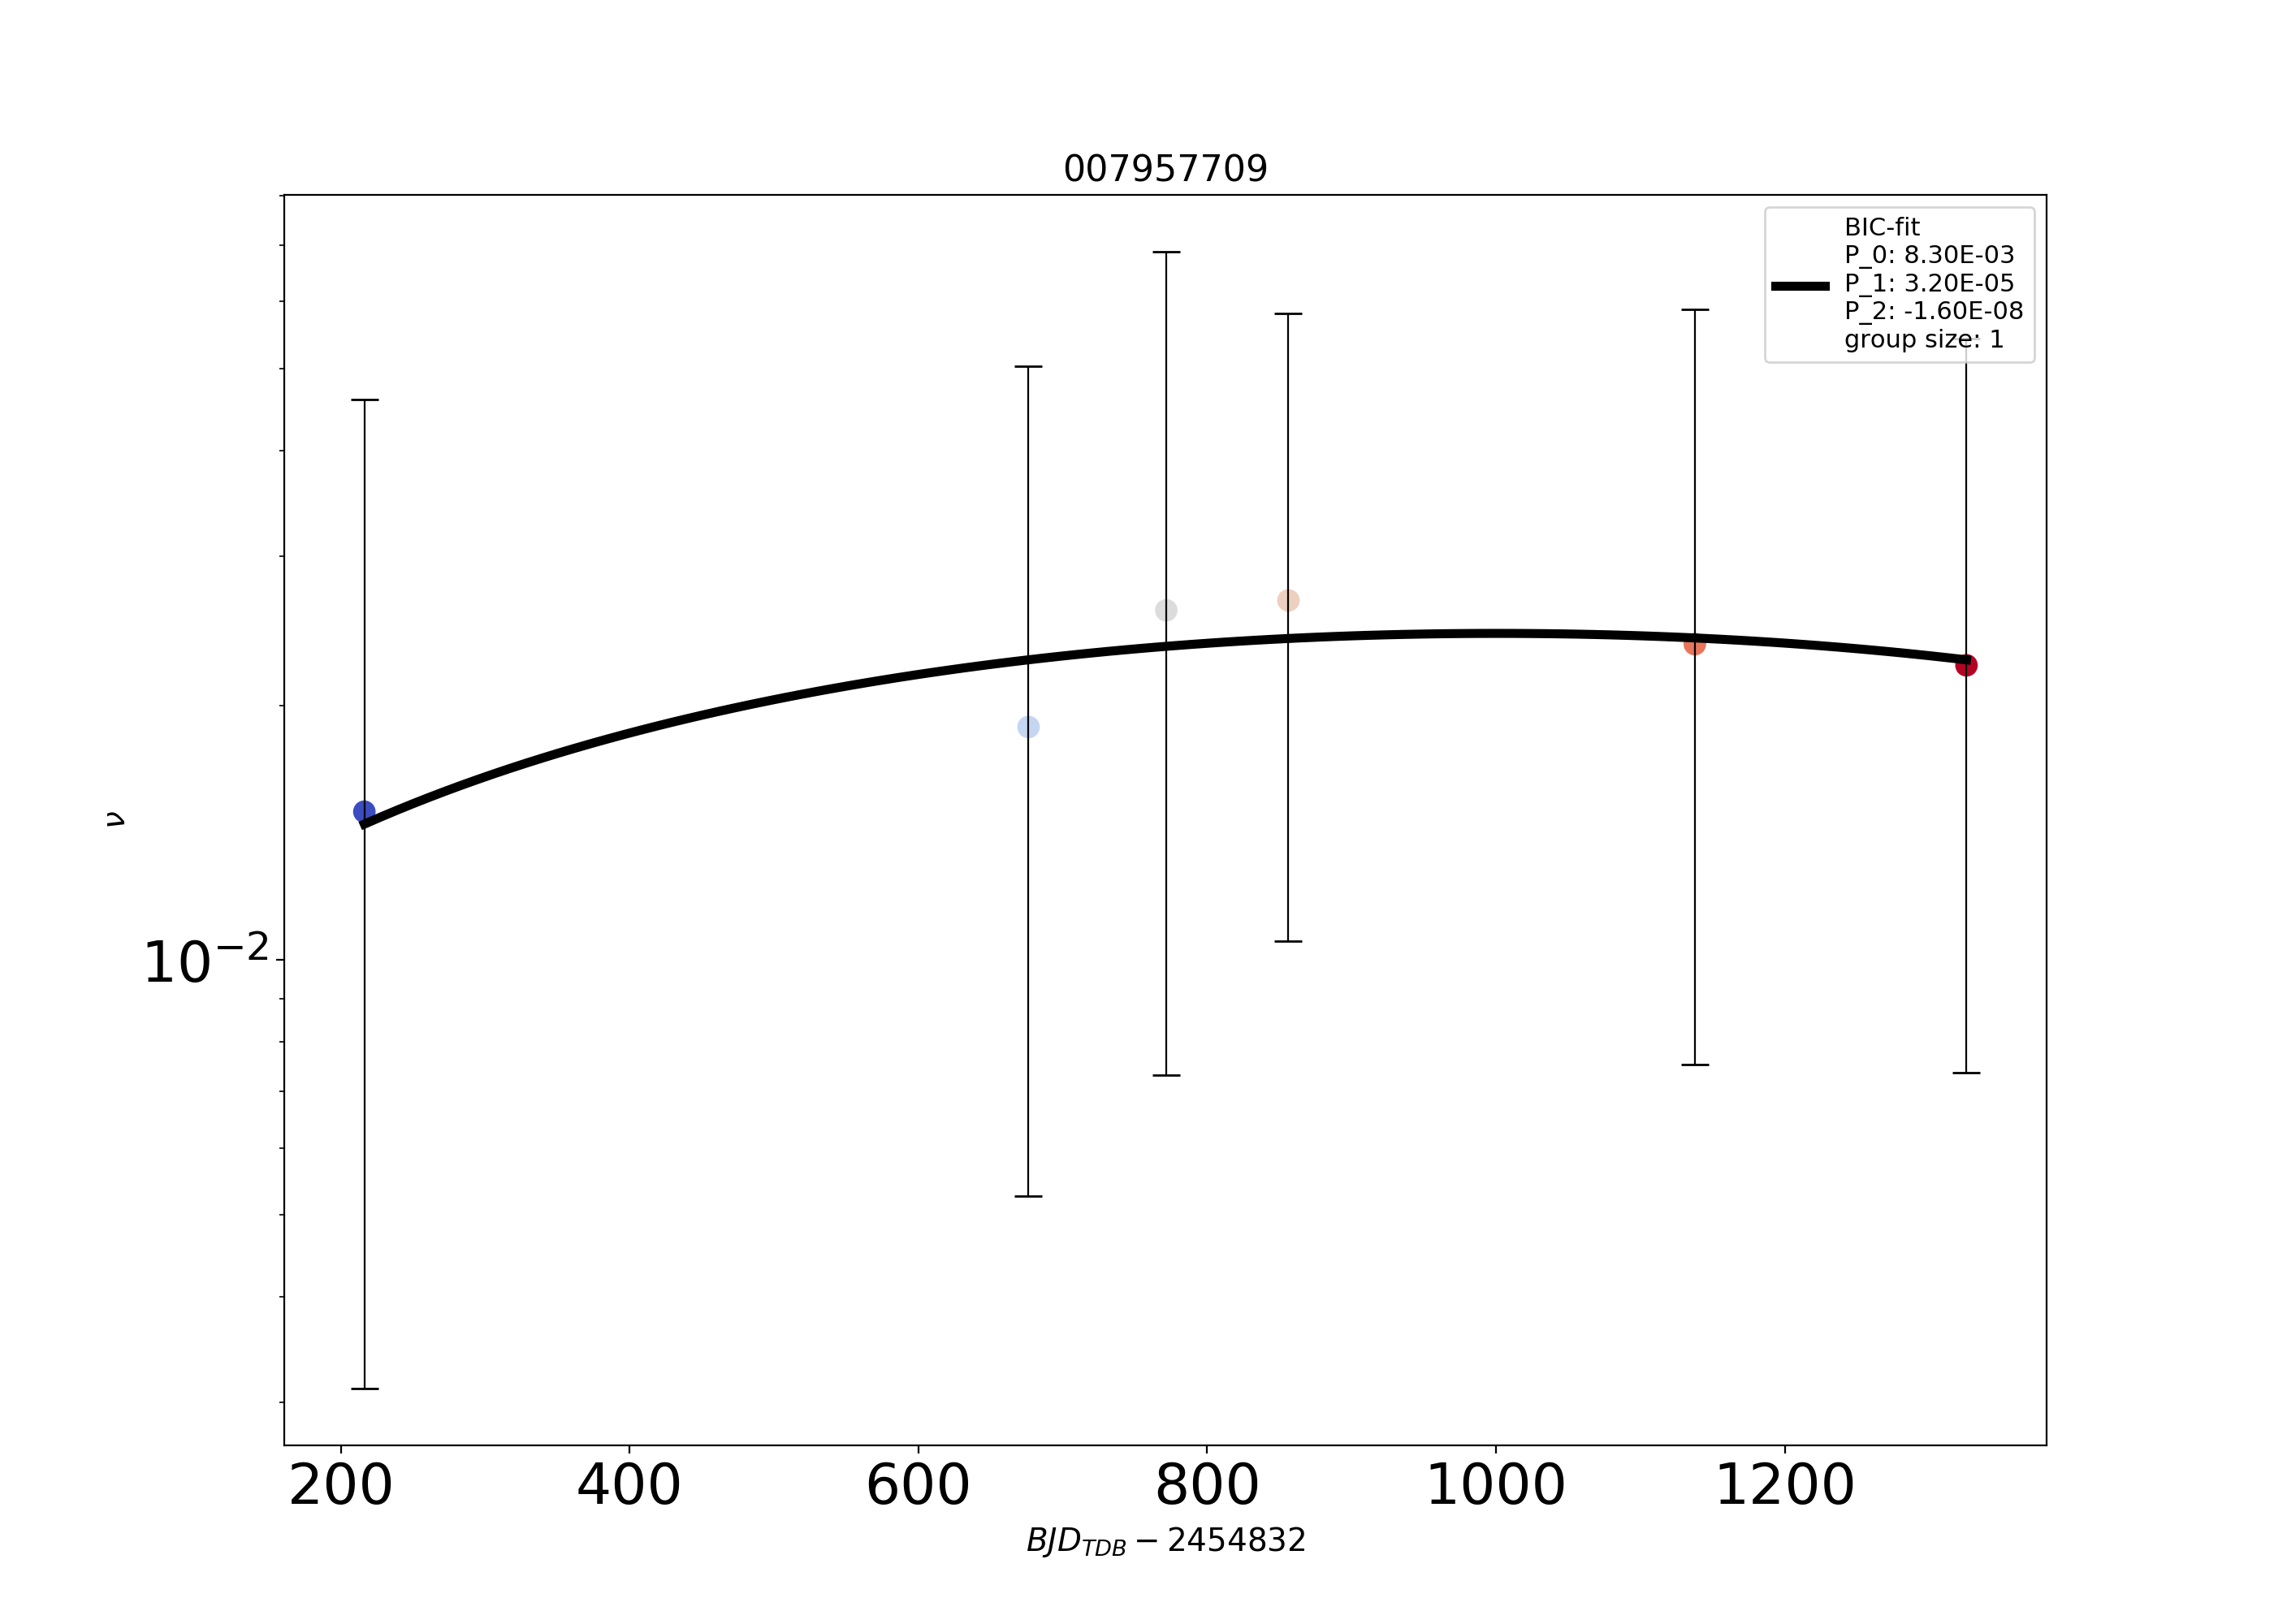 007957709
BIC-fit
P_0: 8.30E-03
P_1: 3.20E-05
P_2: -1.60E-08
group size: 1
ν
10⁻²
200 400 600 800 1000 1200
BJD_TDB − 2454832